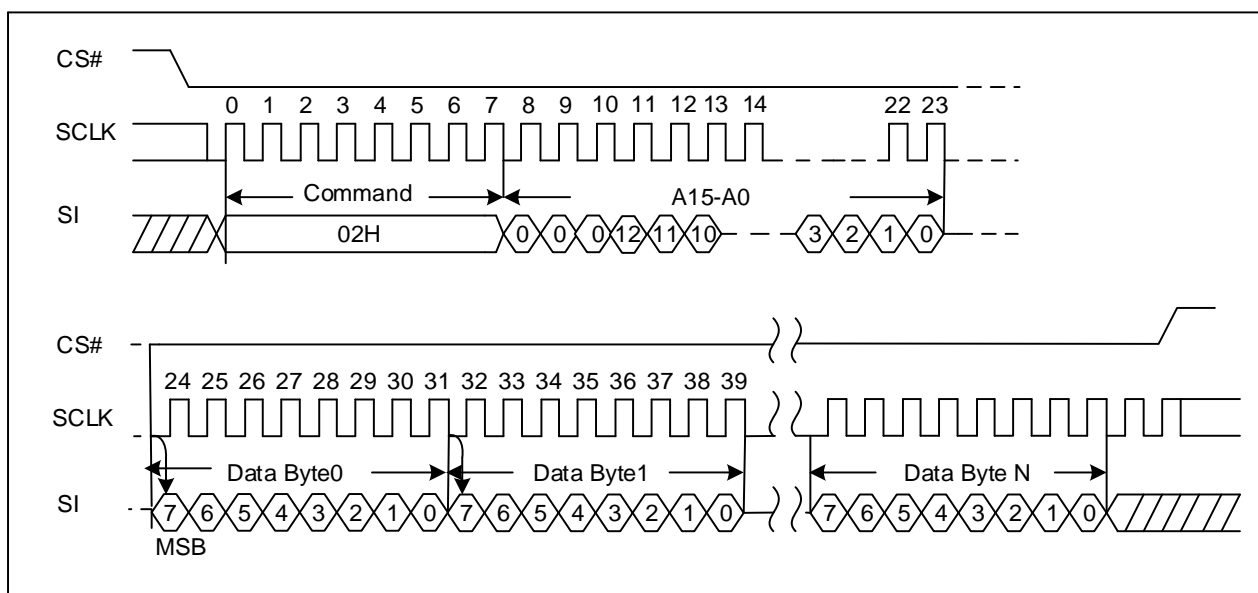 CS#
0 1 2 3 4 5 6 7 8 9 10 11 12 13 14 22 23
SCLK
Command A15-A0
SI
02H 0 0 0 12 11 10 3 2 1 0
CS#
24 25 26 27 28 29 30 31 32 33 34 35 36 37 38 39
SCLK
Data Byte0 Data Byte1 Data Byte N
SI
7 6 5 4 3 2 1 0 7 6 5 4 3 2 1 0 7 6 5 4 3 2 1 0
MSB